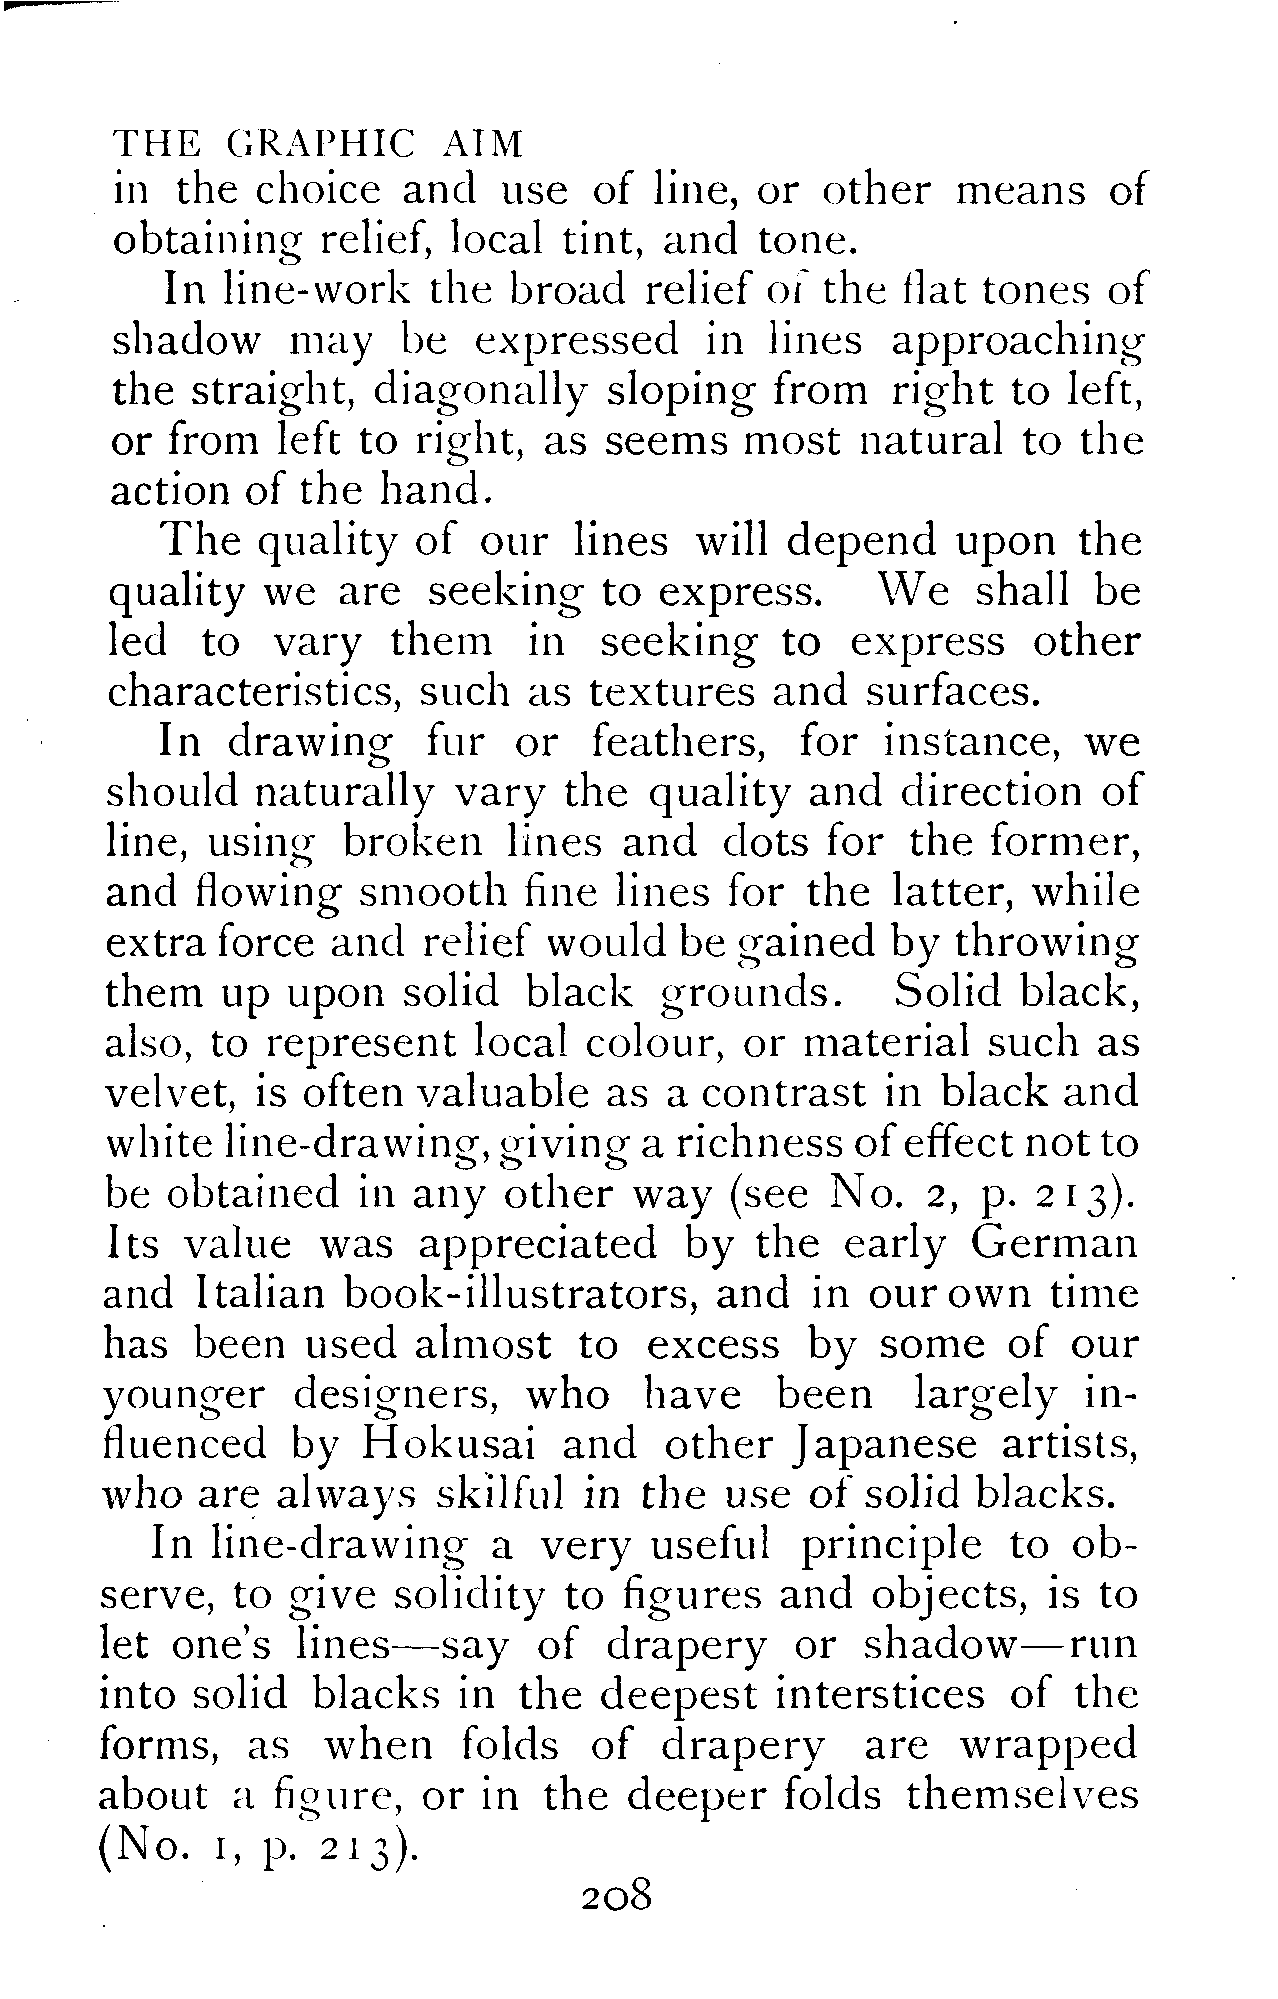 THE GRAPHIC AIM
in the choice and use of line, or other means of
obtaining relief, local tint, and tone.
In line-work the broad relief of the flat tones of
shadow may be expressed in lines approaching
the straight, diagonally sloping from right to left,
or from left to right, as seems most natural to the
action of the hand.
The quality of our lines will depend upon the
quality we are seeking to express. We shall be
led to vary them in seeking to express other
characteristics, such as textures and surfaces.
In drawing fur or feathers, for instance, we
should naturally vary the quality and direction of
line, using broken lines and dots for the former,
and flowing smooth fine lines for the latter, while
extra force and relief would be gained by throwing
them up upon solid black grounds. Solid black,
also, to represent local colour, or material such as
velvet, is often valuable as a contrast in black and
white line-drawing, giving a richness of effect not to
be obtained in any other way (see No. 2, p. 213).
Its value was appreciated by the early German
and Italian book-illustrators, and in our own time
has been used almost to excess by some of our
younger designers, who have been largely in-
fluenced by Hokusai and other Japanese artists,
who are always skilful in the use of solid blacks.
In line-drawing a very useful principle to ob-
serve, to give solidity to figures and objects, is to
let one's lines—say of drapery or shadow—run
into solid blacks in the deepest interstices of the
forms, as when folds of drapery are wrapped
about a figure, or in the deeper folds themselves
(No. 1, p. 213).
208